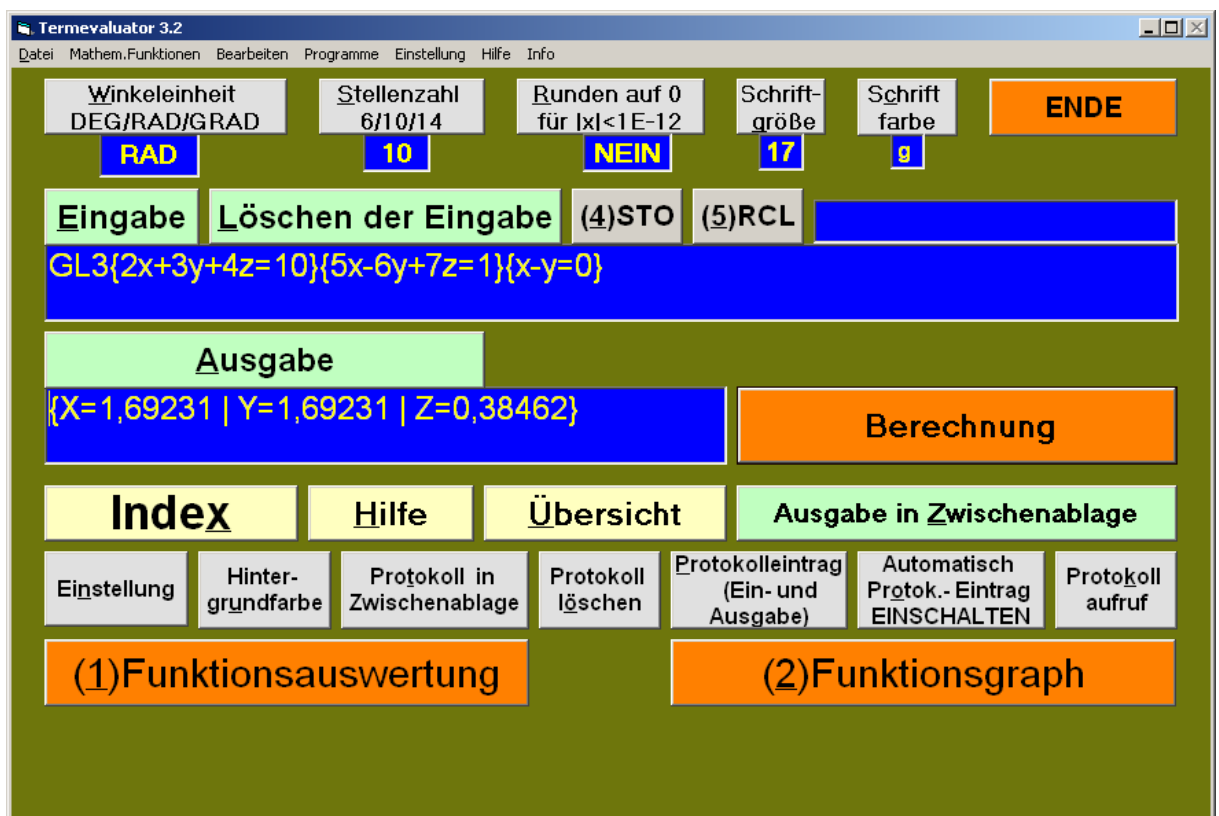 Termevaluator 3.2
Datei Mathem.Funktionen Bearbeiten Programme Einstellung Hilfe Info
Winkeleinheit
DEG/RAD/GRAD
RAD
Stellenzahl
6/10/14
10
Runden auf 0
für |x|<1E-12
NEIN
Schrift-
größe
17
Schrift
farbe
g
ENDE
Eingabe
Löschen der Eingabe
(4)STO
(5)RCL
GL3{2x+3y+4z=10}{5x-6y+7z=1}{x-y=0}
Ausgabe
{X=1,69231 | Y=1,69231 | Z=0,38462}
Berechnung
Index
Hilfe
Übersicht
Ausgabe in Zwischenablage
Einstellung
Hinter-
grundfarbe
Protokoll in
Zwischenablage
Protokoll
löschen
Protokolleintrag
(Ein- und
Ausgabe)
Automatisch
Protok.- Eintrag
EINSCHALTEN
Protokoll
aufruf
(1)Funktionsauswertung
(2)Funktionsgraph